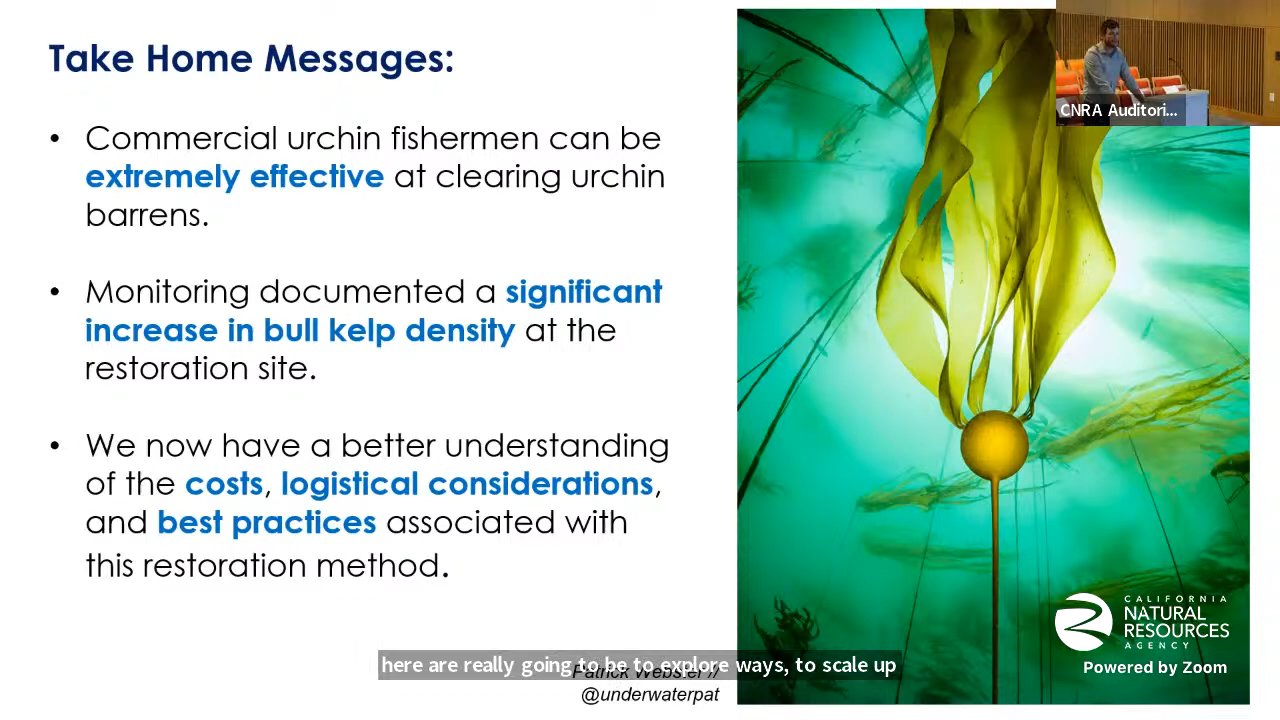 Take Home Messages:
• Commercial urchin fishermen can be
extremely effective at clearing urchin
barrens.
• Monitoring documented a significant
increase in bull kelp density at the
restoration site.
• We now have a better understanding
of the costs, logistical considerations,
and best practices associated with
this restoration method.
CNRA Auditori...
CALIFORNIA
NATURAL
RESOURCES
AGENCY
Powered by Zoom
here are really going to be to explore ways, to scale up
Patrick Webster //
@underwaterpat